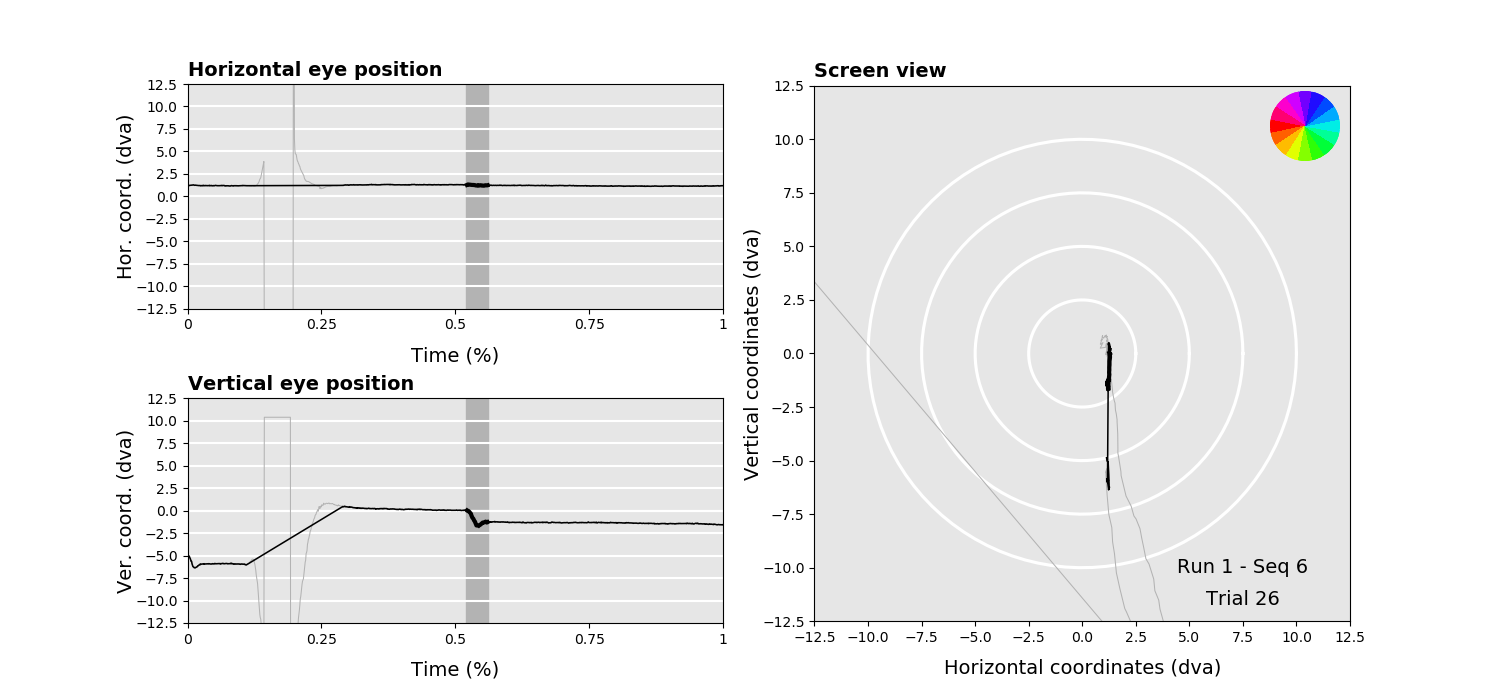 Horizontal eye position
12.5
10.0
7.5
5.0
2.5
0.0
−2.5
−5.0
−7.5
−10.0
−12.5
Hor. coord. (dva)
0 0.25 0.5 0.75 1
Time (%)
Vertical eye position
12.5
10.0
7.5
5.0
2.5
0.0
−2.5
−5.0
−7.5
−10.0
−12.5
Ver. coord. (dva)
0 0.25 0.5 0.75 1
Time (%)
Screen view
12.5
10.0
7.5
5.0
2.5
0.0
−2.5
−5.0
−7.5
−10.0
−12.5
Vertical coordinates (dva)
Run 1 - Seq 6
Trial 26
−12.5 −10.0 −7.5 −5.0 −2.5 0.0 2.5 5.0 7.5 10.0 12.5
Horizontal coordinates (dva)